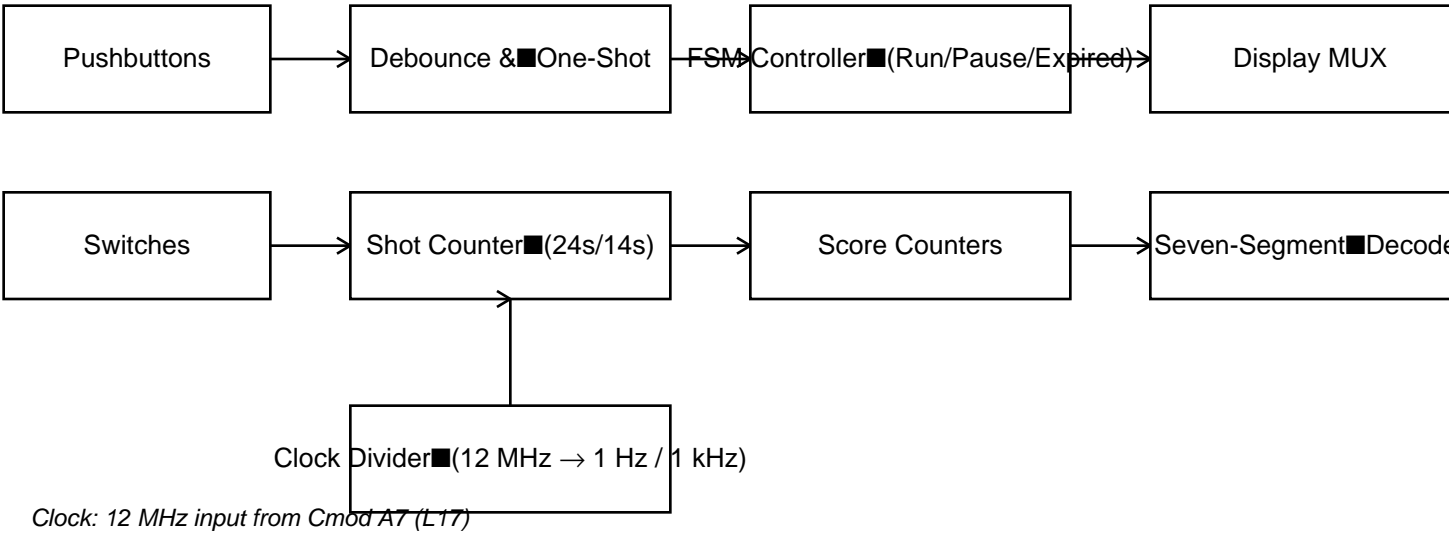 Pushbuttons
Debounce &■One-Shot
FSM Controller■(Run/Pause/Expired)
Display MUX
Switches
Shot Counter■(24s/14s)
Score Counters
Seven-Segment■Decode
Clock Divider■(12 MHz → 1 Hz / 1 kHz)
Clock: 12 MHz input from Cmod A7 (L17)